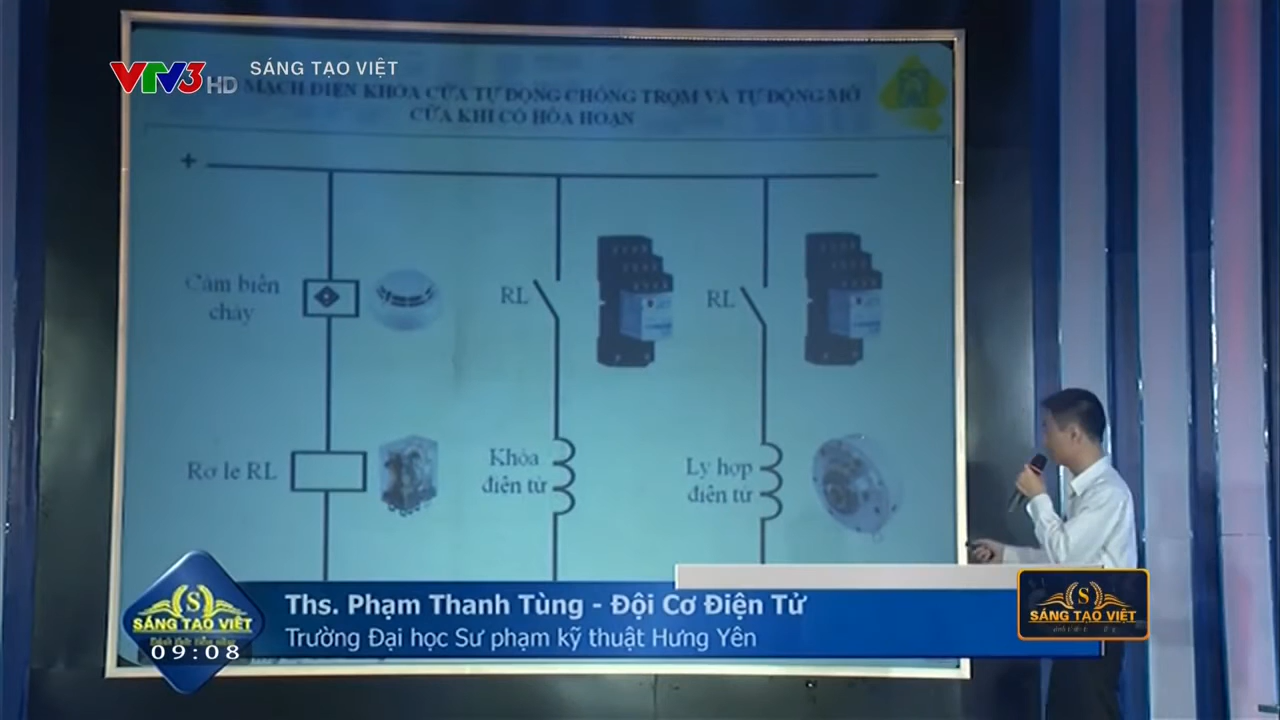 VTV3 HD
SÁNG TẠO VIỆT
MẠCH ĐIỆN KHÓA CỬA TỰ ĐỘNG CHỐNG TRỘM VÀ TỰ ĐỘNG MỞ
CỬA KHI CÓ HỎA HOẠN
+
Cảm biến
cháy
RL
RL
Rơ le RL
Khóa
điện từ
Ly hợp
điện từ
S
SÁNG TẠO VIỆT
09:08
Ths. Phạm Thanh Tùng - Đội Cơ Điện Tử
Trường Đại học Sư phạm kỹ thuật Hưng Yên
S
SÁNG TẠO VIỆT